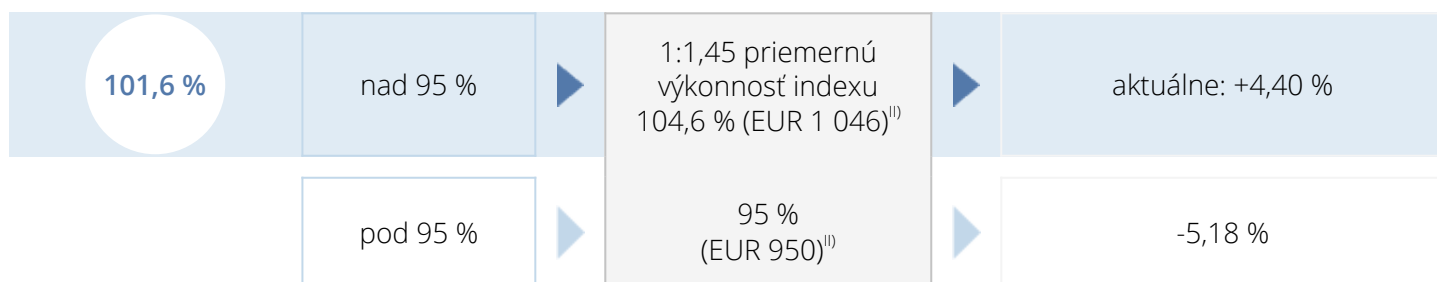 101,6 %
nad 95 %
1:1,45 priemernú
výkonnosť indexu
104,6 % (EUR 1 046)II)
aktuálne: +4,40 %
pod 95 %
95 %
(EUR 950)II)
-5,18 %